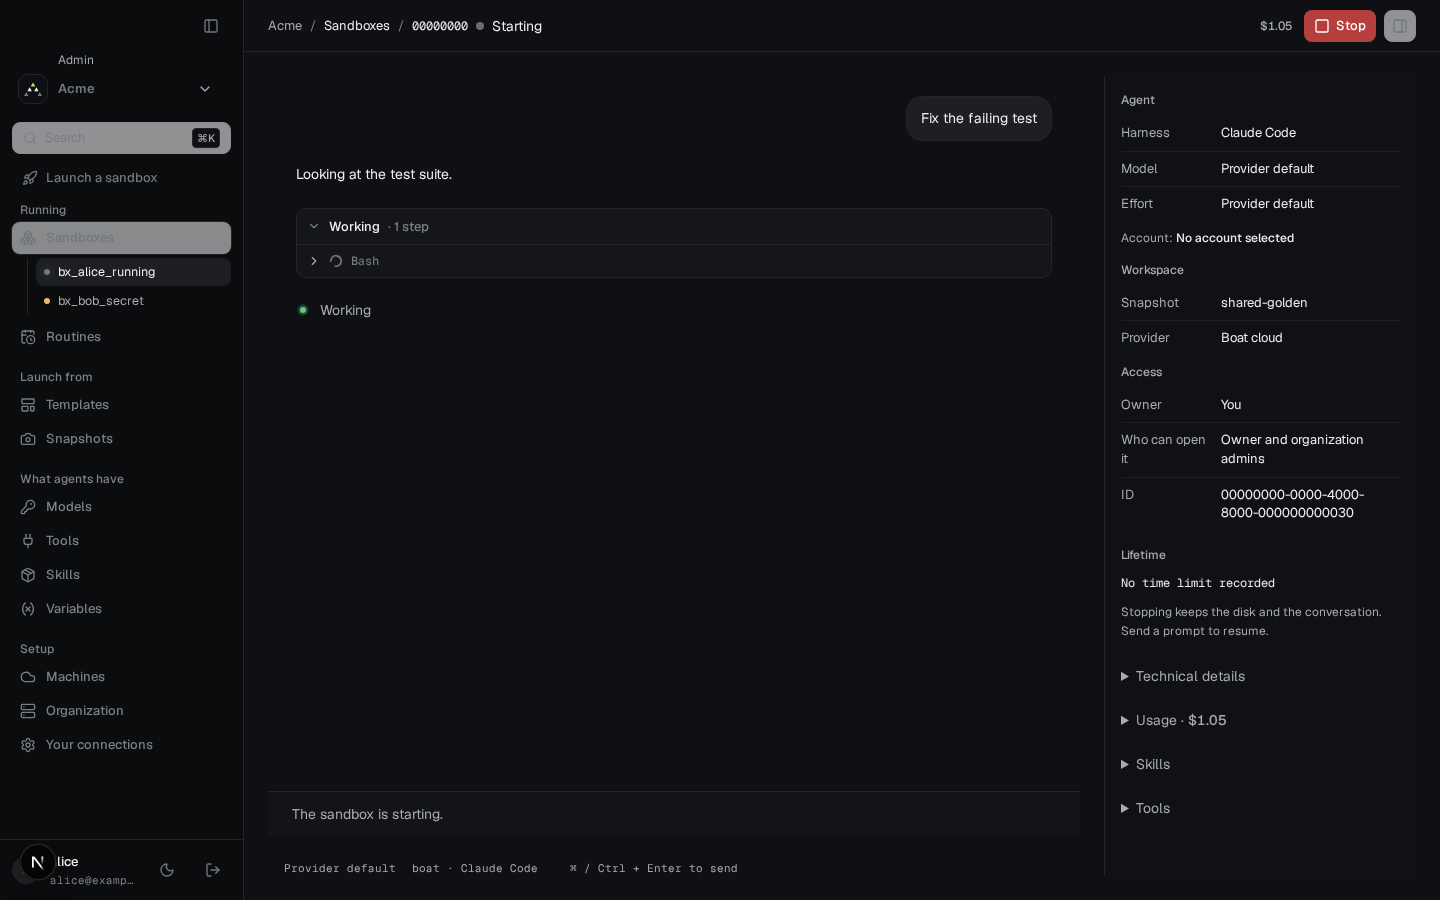 Admin
Acme
Search
⌘K
Launch a sandbox
Running
Sandboxes
bx_alice_running
bx_bob_secret
Routines
Launch from
Templates
Snapshots
What agents have
Models
Tools
Skills
Variables
Setup
Machines
Organization
Your connections
N
lice
alice@examp…
Acme / Sandboxes / 00000000 Starting
$1.05
Stop
Fix the failing test
Looking at the test suite.
Working · 1 step
Bash
Working
The sandbox is starting.
Provider default boat · Claude Code ⌘ / Ctrl + Enter to send
Agent
Harness Claude Code
Model Provider default
Effort Provider default
Account: No account selected
Workspace
Snapshot shared-golden
Provider Boat cloud
Access
Owner You
Who can open Owner and organization
it admins
ID 00000000-0000-4000-
8000-000000000030
Lifetime
No time limit recorded
Stopping keeps the disk and the conversation.
Send a prompt to resume.
Technical details
Usage · $1.05
Skills
Tools